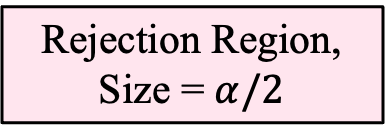 Rejection Region,
Size = α/2